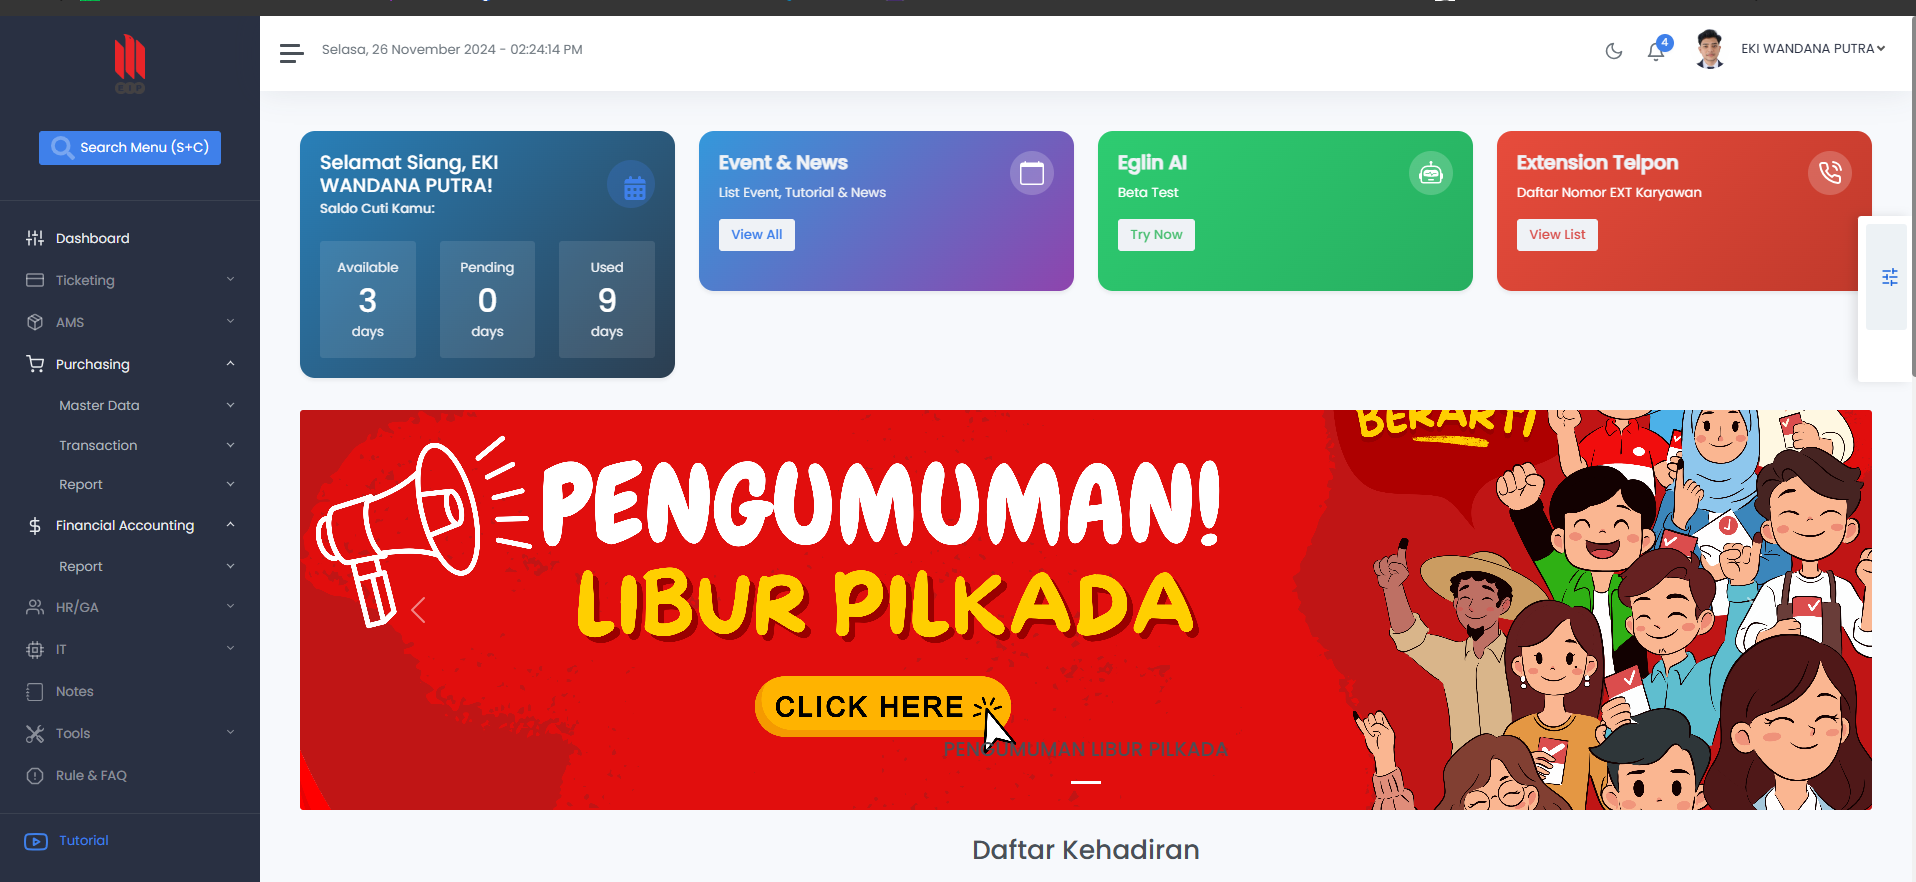 Selasa, 26 November 2024 - 02:24:14 PM
4
EKI WANDANA PUTRA
Search Menu (S+C)
Dashboard
Ticketing
AMS
Purchasing
Master Data
Transaction
Report
Financial Accounting
Report
HR/GA
IT
Notes
Tools
Rule & FAQ
Tutorial
Selamat Siang, EKI
WANDANA PUTRA!
Saldo Cuti Kamu:
Available
3
days
Pending
0
days
Used
9
days
Event & News
List Event, Tutorial & News
View All
Eglin AI
Beta Test
Try Now
Extension Telpon
Daftar Nomor EXT Karyawan
View List
BERARTI
PENGUMUMAN!
LIBUR PILKADA
CLICK HERE
PENGUMUMAN LIBUR PILKADA
Daftar Kehadiran